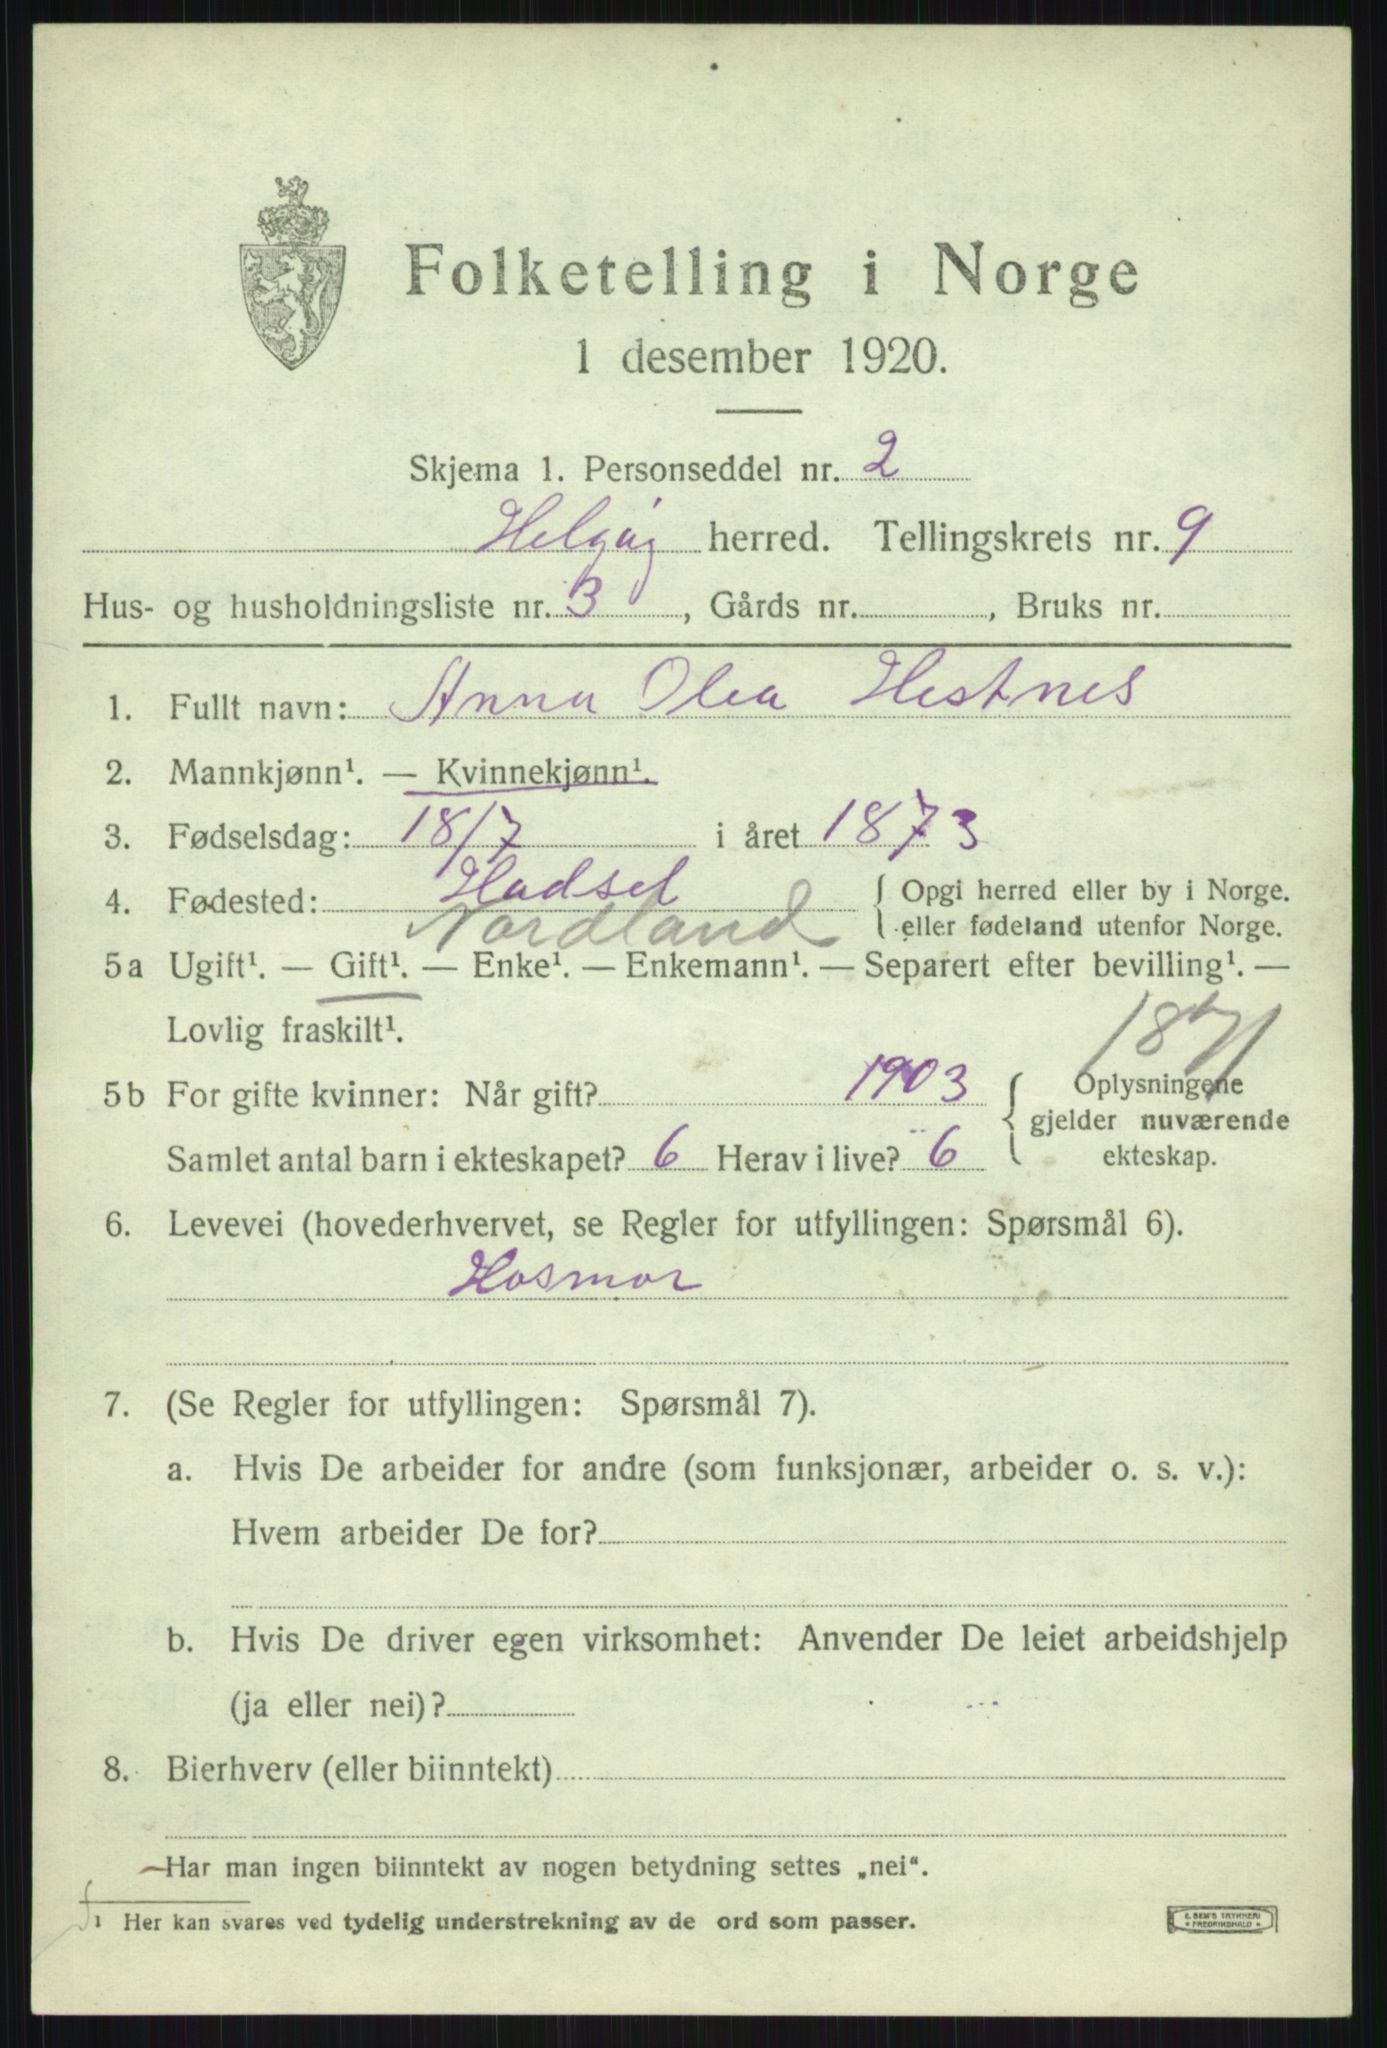 Folketelling i Norge
1 desember 1920.
Skjema 1. Personseddel nr. 2
Helgøy herred. Tellingskrets nr. 9
Hus- og husholdningsliste nr. 3, Gårds nr. , Bruks nr.
1. Fullt navn: Anna Olea Hestnes
2. Mannkjønn¹. — Kvinnekjønn¹.
3. Fødselsdag: 18/7 i året 1873
4. Fødested: Hadsel { Opgi herred eller by i Norge.
Nordland eller fødeland utenfor Norge.
5a Ugift¹. — Gift¹. — Enke¹. — Enkemann¹. — Separert efter bevilling¹. —
Lovlig fraskilt¹. 1871
5b For gifte kvinner: Når gift? 1903 { Oplysningene
gjelder nuværende
Samlet antal barn i ekteskapet? 6 Herav i live? 6 ekteskap.
6. Levevei (hovederhvervet, se Regler for utfyllingen: Spørsmål 6).
Hosmor
7. (Se Regler for utfyllingen: Spørsmål 7).
a. Hvis De arbeider for andre (som funksjonær, arbeider o. s. v.):
Hvem arbeider De for?
b. Hvis De driver egen virksomhet: Anvender De leiet arbeidshjelp
(ja eller nei)?
8. Bierhverv (eller biinntekt)
Har man ingen biinntekt av nogen betydning settes „nei".
¹ Her kan svares ved tydelig understrekning av de ord som passer.
E. SEM'S TRYKKERI
FREDRIKSHALD